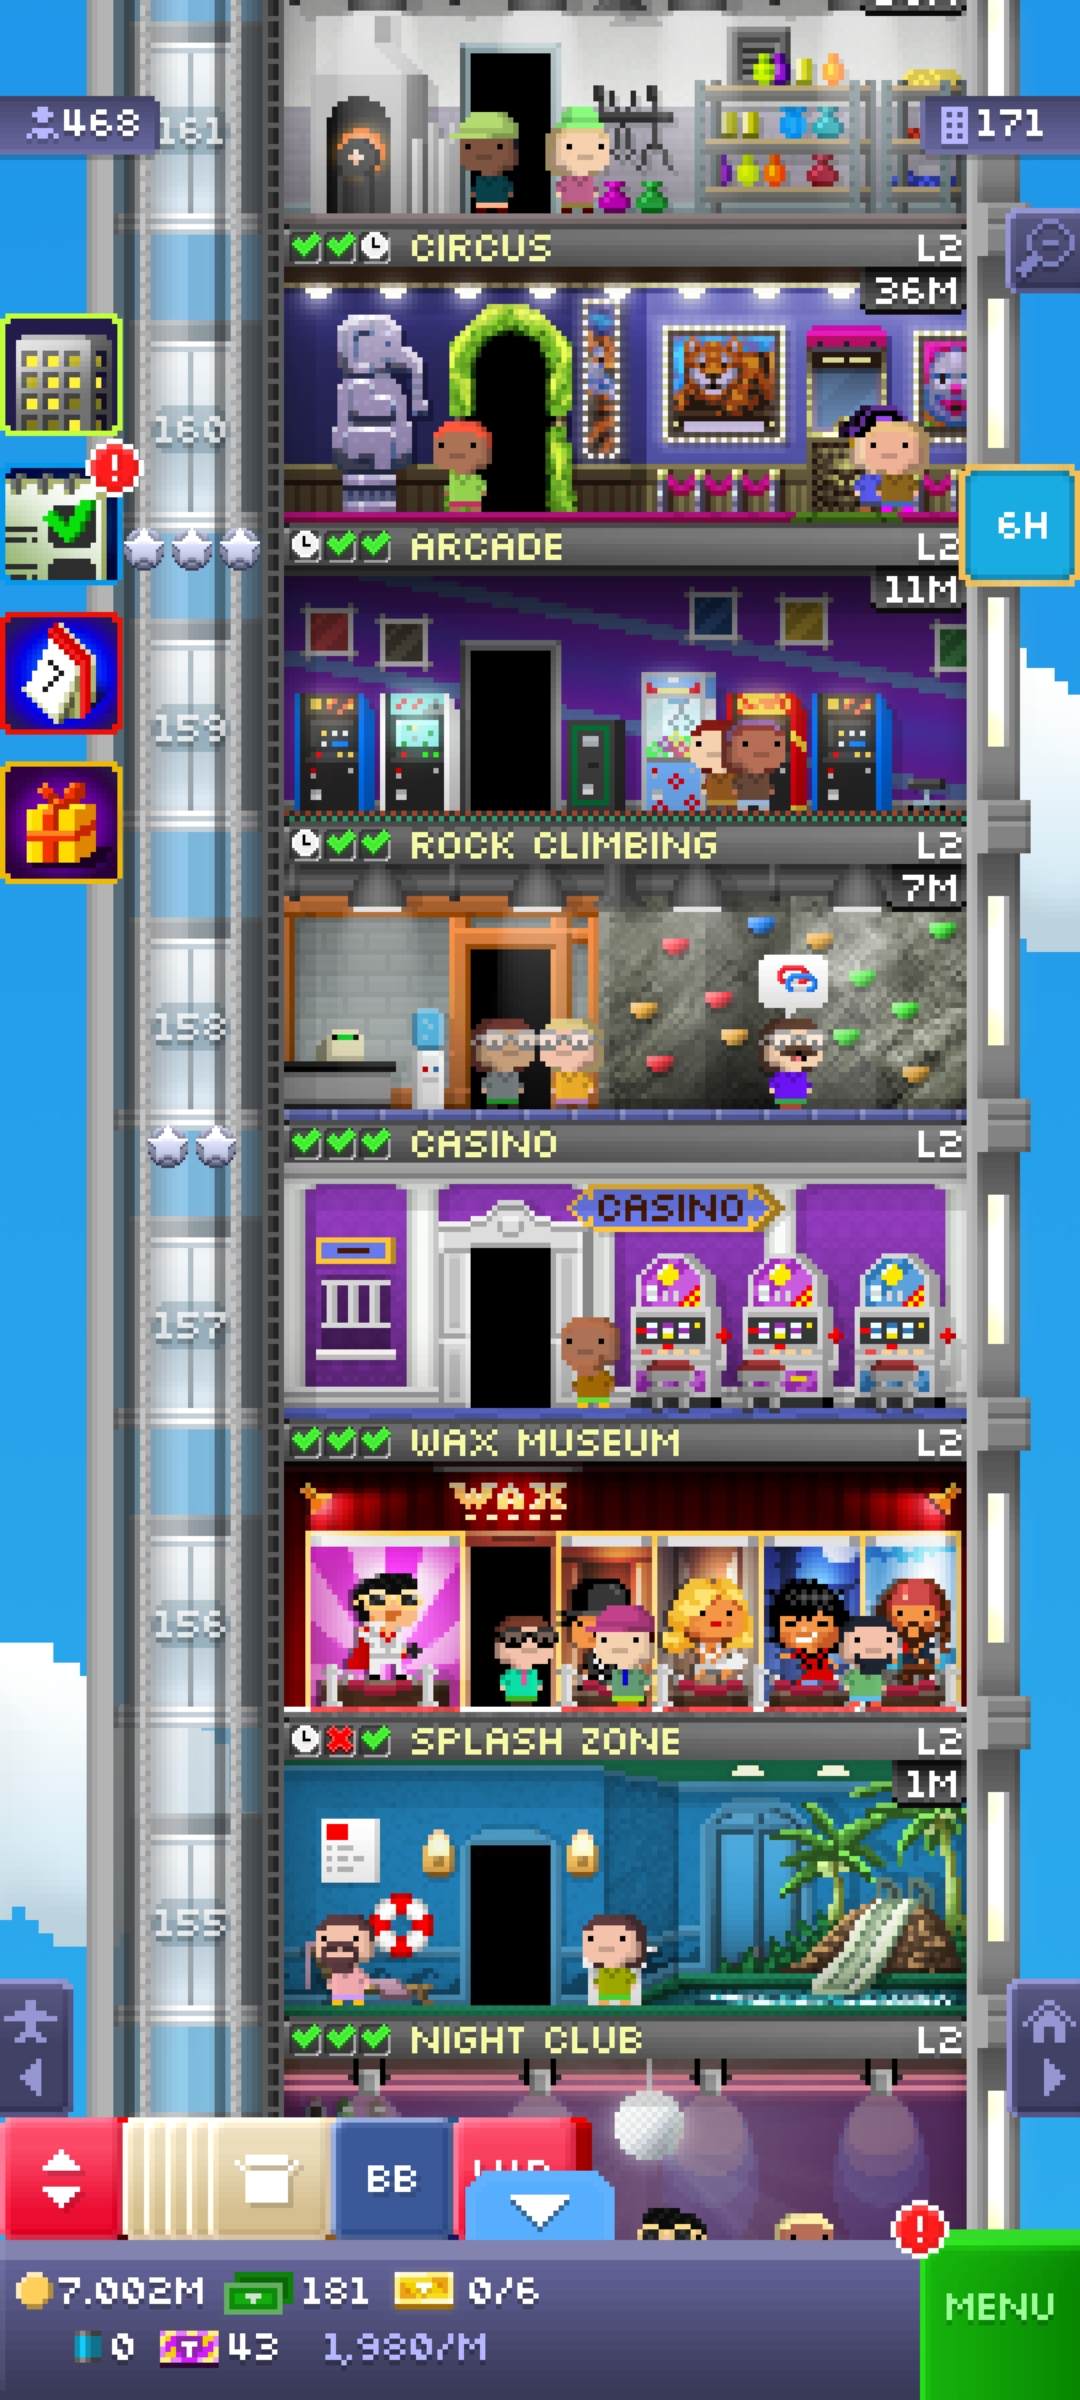 468
161
171
CIRCUS L2
36M
160
6H
ARCADE L2
11M
7
159
ROCK CLIMBING L2
7M
158
CASINO L2
CASINO
157
WAX MUSEUM L2
WAX
156
SPLASH ZONE L2
1M
155
NIGHT CLUB L2
BB
7.002M 181 0/6
MENU
0 T 43 1,980/M